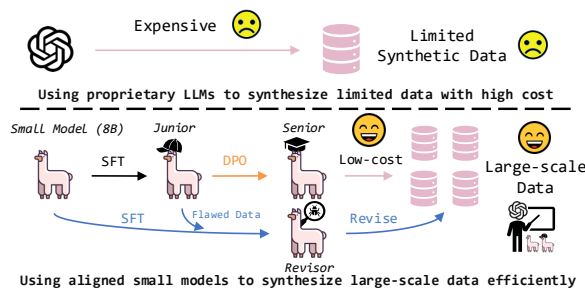 Expensive
Limited
Synthetic Data
Using proprietary LLMs to synthesize limited data with high cost
Small Model (8B)
Junior
Senior
SFT
DPO
Low-cost
Large-scale
Data
SFT
Flawed Data
Revise
Revisor
Using aligned small models to synthesize large-scale data efficiently